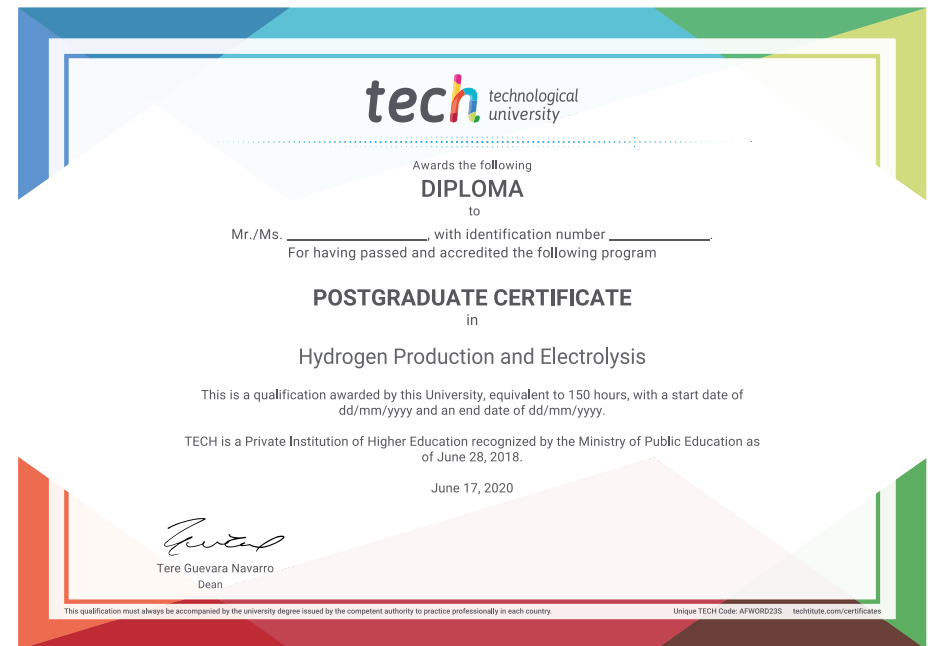 tech technological
university
Awards the following
DIPLOMA
to
Mr./Ms. ____________________, with identification number ______________.
For having passed and accredited the following program
POSTGRADUATE CERTIFICATE
in
Hydrogen Production and Electrolysis
This is a qualification awarded by this University, equivalent to 150 hours, with a start date of
dd/mm/yyyy and an end date of dd/mm/yyyy.
TECH is a Private Institution of Higher Education recognized by the Ministry of Public Education as
of June 28, 2018.
June 17, 2020
Tere Guevara Navarro
Dean
This qualification must always be accompanied by the university degree issued by the competent authority to practice professionally in each country.
Unique TECH Code: AFWORD23S techtitute.com/certificates